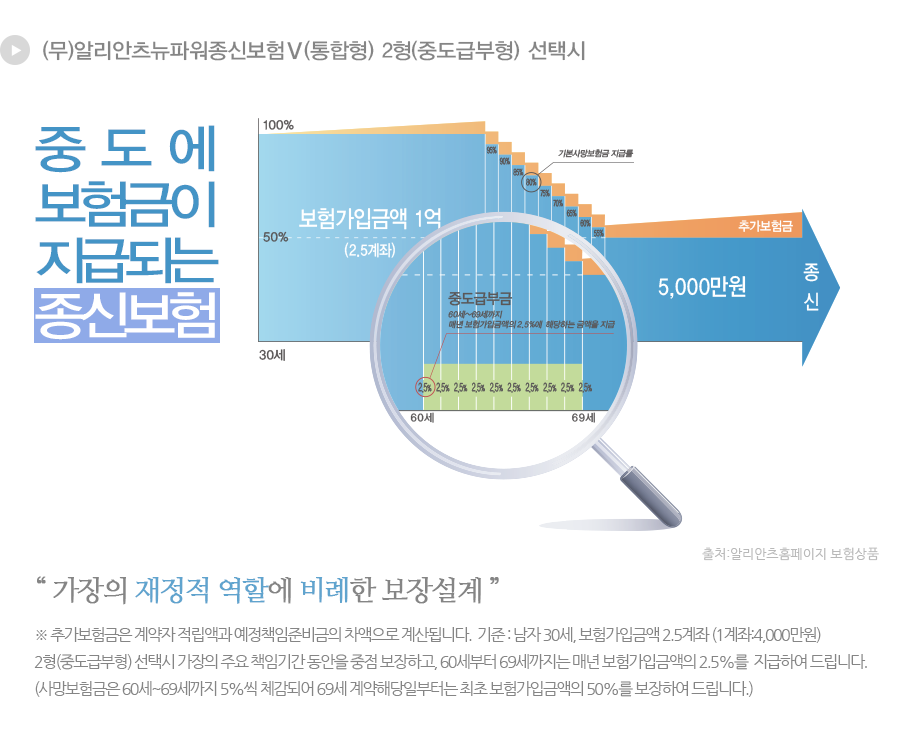 (무)알리안츠뉴파워종신보험Ⅴ(통합형) 2형(중도급부형) 선택시
중 도 에
보험금이
지급되는
종신보험
100%
50%
30세
보험가입금액 1억
(2.5계좌)
95%
90%
85%
80%
75%
70%
65%
60%
55%
기본사망보험금 지급률
추가보험금
5,000만원
종
신
중도급부금
60세~69세까지
매년 보험가입금액의 2.5%에 해당하는 금액을 지급
2.5% 2.5% 2.5% 2.5% 2.5% 2.5% 2.5% 2.5% 2.5% 2.5%
60세 69세
출처:알리안츠홈페이지 보험상품
“ 가장의 재정적 역할에 비례한 보장설계 ”
※ 추가보험금은 계약자 적립액과 예정책임준비금의 차액으로 계산됩니다. 기준 : 남자 30세, 보험가입금액 2.5계좌 (1계좌:4,000만원)
2형(중도급부형) 선택시 가장의 주요 책임기간 동안을 중점 보장하고, 60세부터 69세까지는 매년 보험가입금액의 2.5%를 지급하여 드립니다.
(사망보험금은 60세~69세까지 5%씩 체감되어 69세 계약해당일부터는 최초 보험가입금액의 50%를 보장하여 드립니다.)